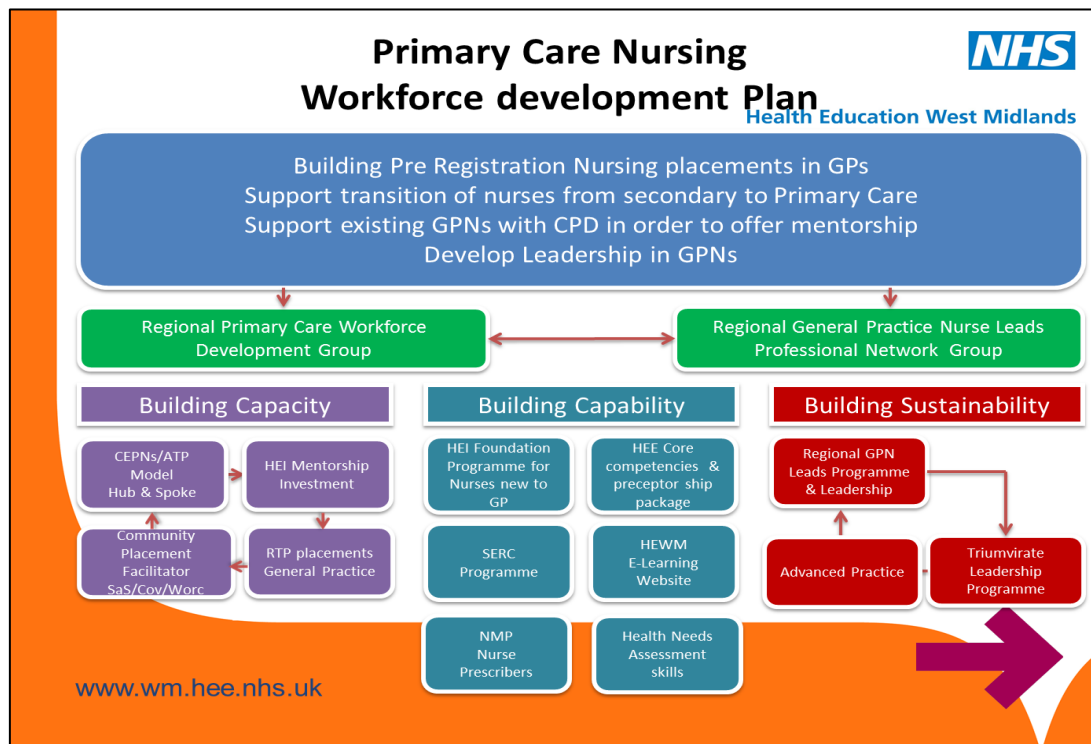 Primary Care Nursing
Workforce development Plan
NHS
Health Education West Midlands
Building Pre Registration Nursing placements in GPs
Support transition of nurses from secondary to Primary Care
Support existing GPNs with CPD in order to offer mentorship
Develop Leadership in GPNs
Regional Primary Care Workforce
Development Group
Regional General Practice Nurse Leads
Professional Network Group
Building Capacity
CEPNs/ATP
Model
Hub & Spoke
HEI Mentorship
Investment
Community
Placement
Facilitator
SaS/Cov/Worc
RTP placements
General Practice
Building Capability
HEI Foundation
Programme for
Nurses new to
GP
HEE Core
competencies &
preceptor ship
package
SERC
Programme
HEWM
E-Learning
Website
NMP
Nurse
Prescribers
Health Needs
Assessment
skills
Building Sustainability
Regional GPN
Leads Programme
& Leadership
Advanced Practice
Triumvirate
Leadership
Programme
www.wm.hee.nhs.uk